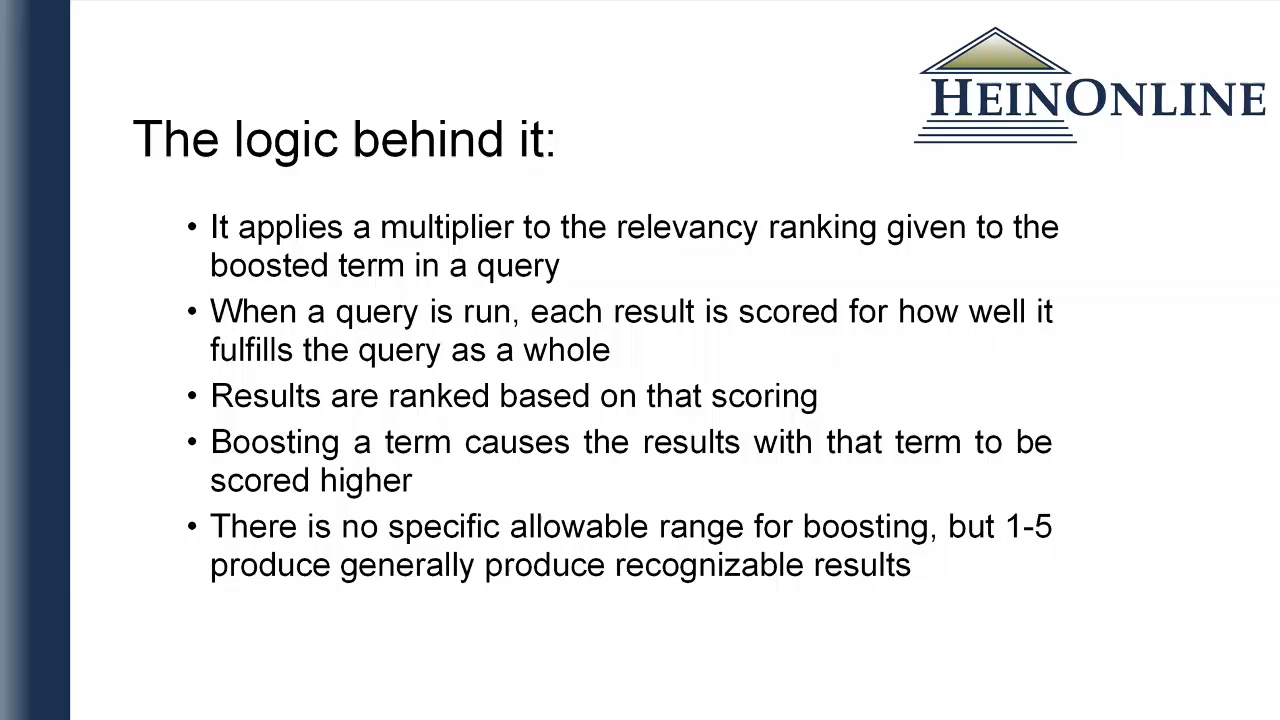 HEINONLINE
The logic behind it:
• It applies a multiplier to the relevancy ranking given to the
boosted term in a query
• When a query is run, each result is scored for how well it
fulfills the query as a whole
• Results are ranked based on that scoring
• Boosting a term causes the results with that term to be
scored higher
• There is no specific allowable range for boosting, but 1-5
produce generally produce recognizable results